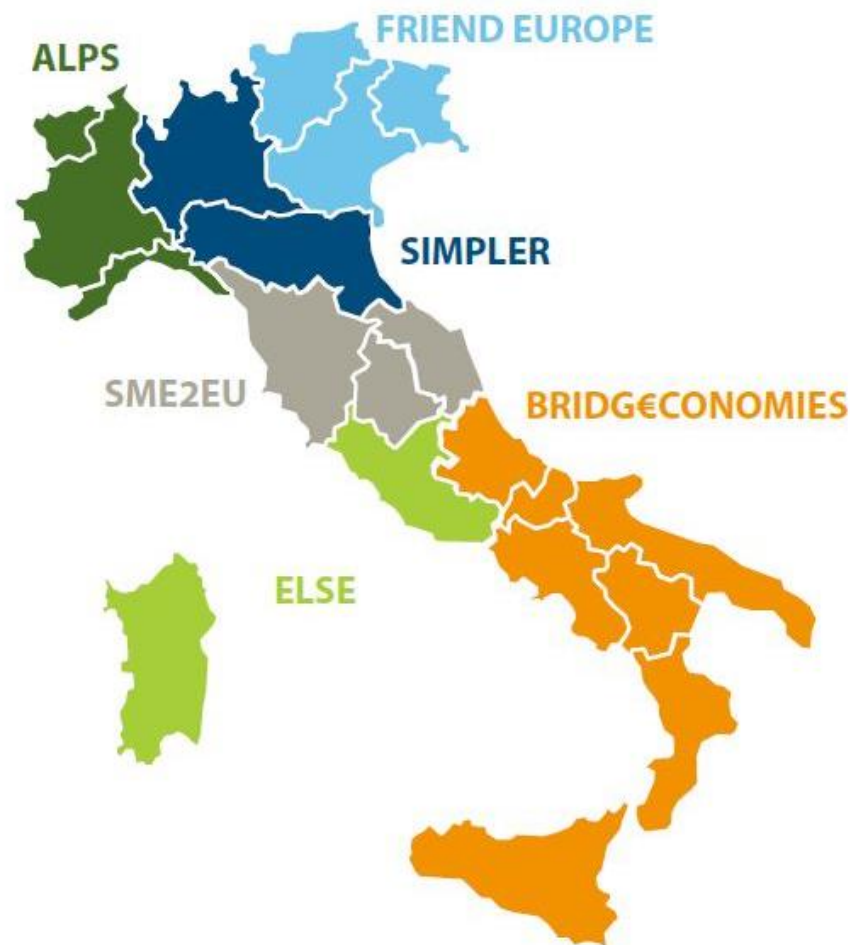 FRIEND EUROPE
ALPS
SIMPLER
SME2EU
BRIDG€CONOMIES
ELSE